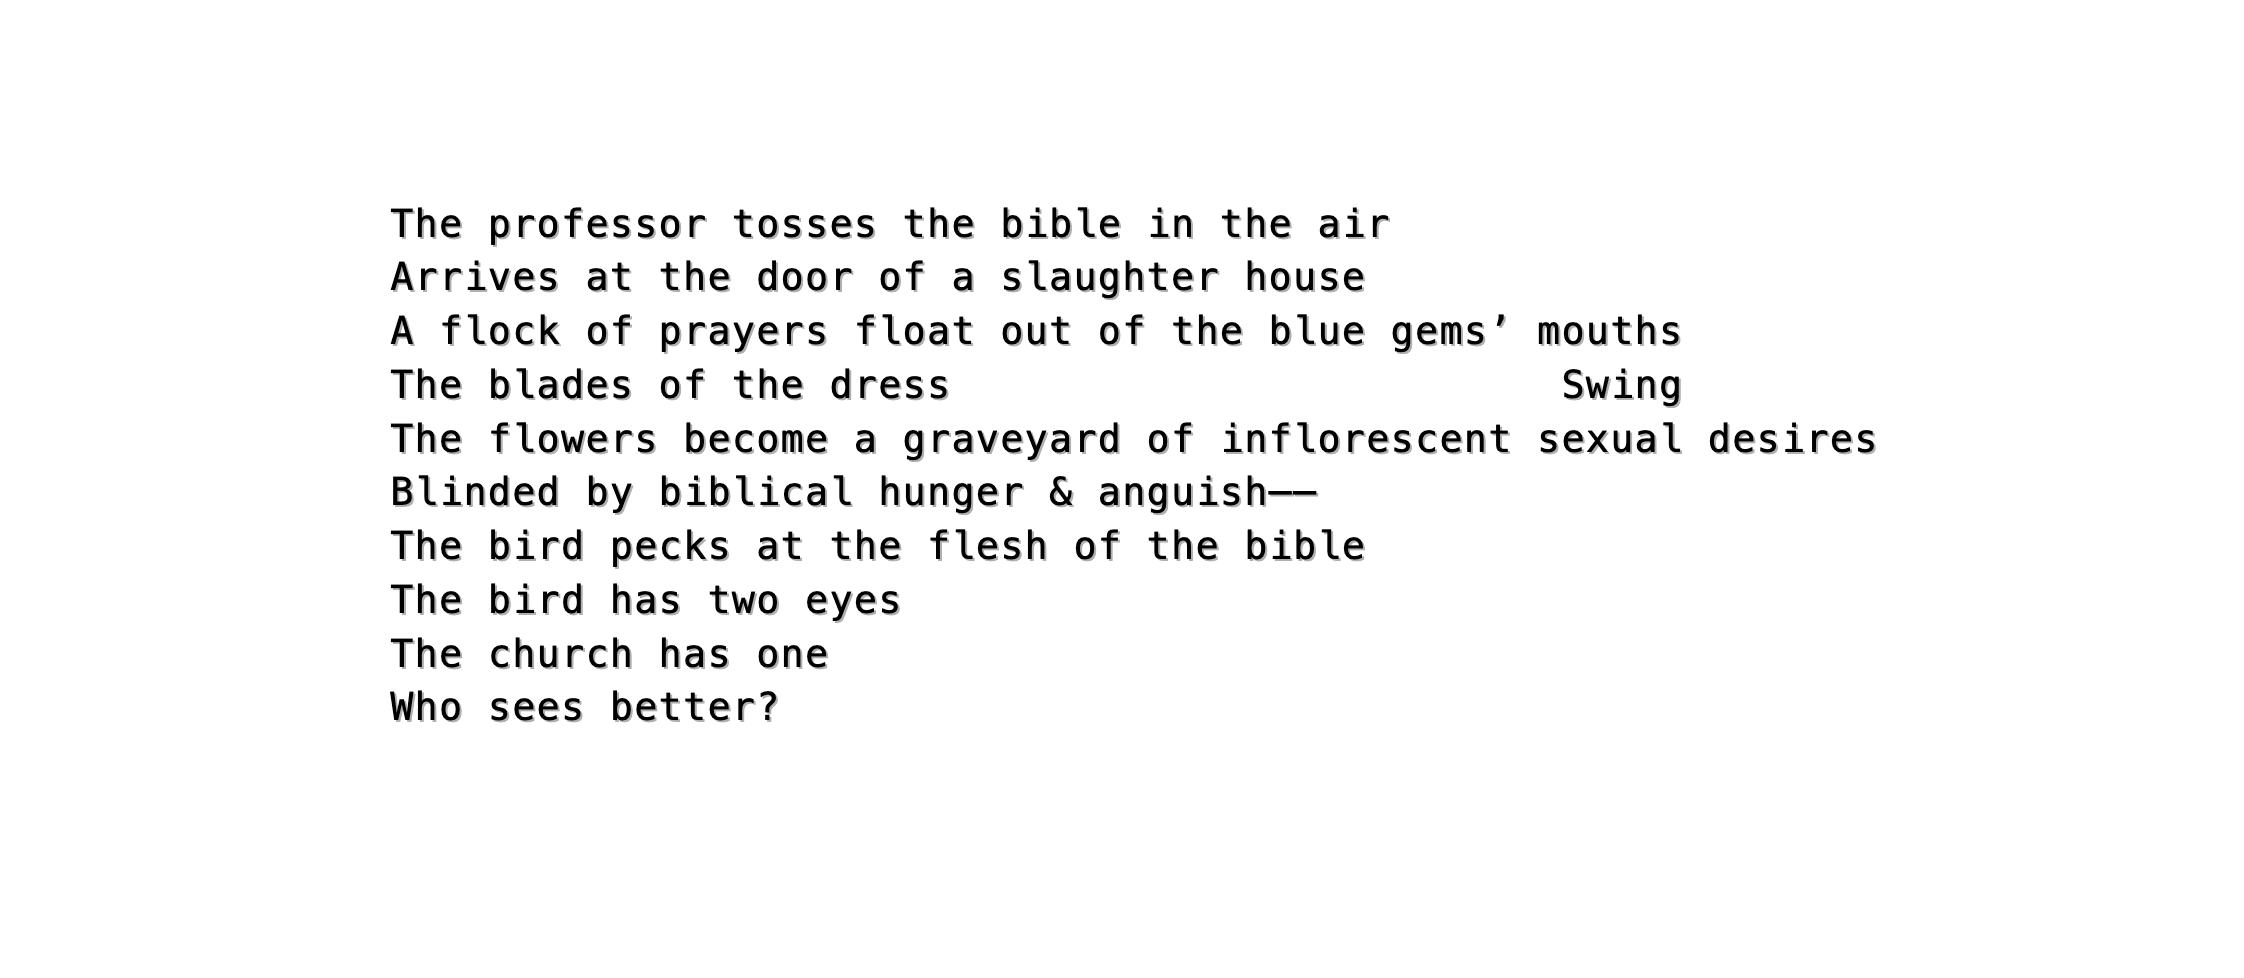 The professor tosses the bible in the air
Arrives at the door of a slaughter house
A flock of prayers float out of the blue gems’ mouths
The blades of the dress                         Swing
The flowers become a graveyard of inflorescent sexual desires
Blinded by biblical hunger & anguish——
The bird pecks at the flesh of the bible
The bird has two eyes
The church has one
Who sees better?